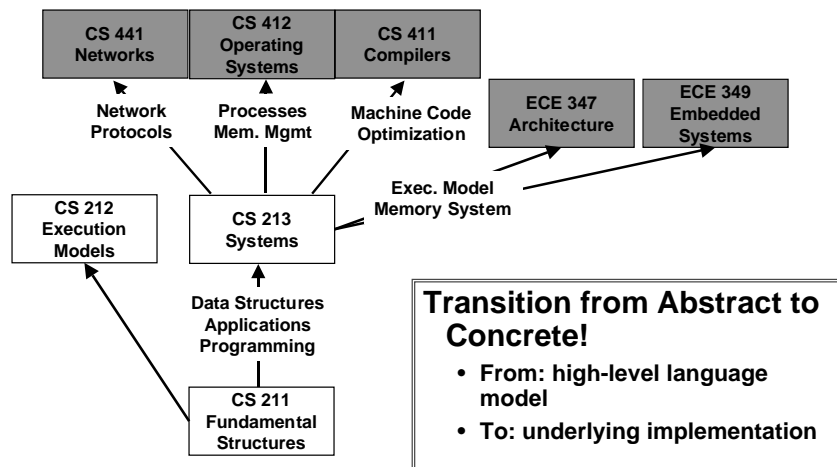 CS 441
Networks
CS 412
Operating
Systems
CS 411
Compilers
ECE 347
Architecture
ECE 349
Embedded
Systems
Network
Protocols
Processes
Mem. Mgmt
Machine Code
Optimization
Exec. Model
Memory System
CS 212
Execution
Models
CS 213
Systems
Data Structures
Applications
Programming
CS 211
Fundamental
Structures
Transition from Abstract to
Concrete!
• From: high-level language
model
• To: underlying implementation